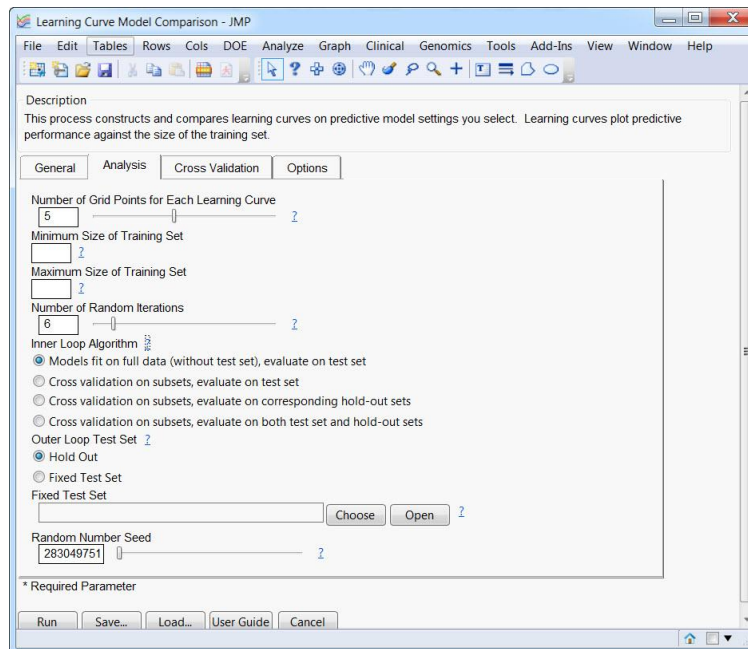 Learning Curve Model Comparison - JMP
File Edit Tables Rows Cols DOE Analyze Graph Clinical Genomics Tools Add-Ins View Window Help
Description
This process constructs and compares learning curves on predictive model settings you select. Learning curves plot predictive
performance against the size of the training set.
General Analysis Cross Validation Options
Number of Grid Points for Each Learning Curve
5 ?
Minimum Size of Training Set
?
Maximum Size of Training Set
?
Number of Random Iterations
6 ?
Inner Loop Algorithm ?
Models fit on full data (without test set), evaluate on test set
Cross validation on subsets, evaluate on test set
Cross validation on subsets, evaluate on corresponding hold-out sets
Cross validation on subsets, evaluate on both test set and hold-out sets
Outer Loop Test Set ?
Hold Out
Fixed Test Set
Fixed Test Set
Choose Open ?
Random Number Seed
283049751 ?
* Required Parameter
Run Save... Load... User Guide Cancel